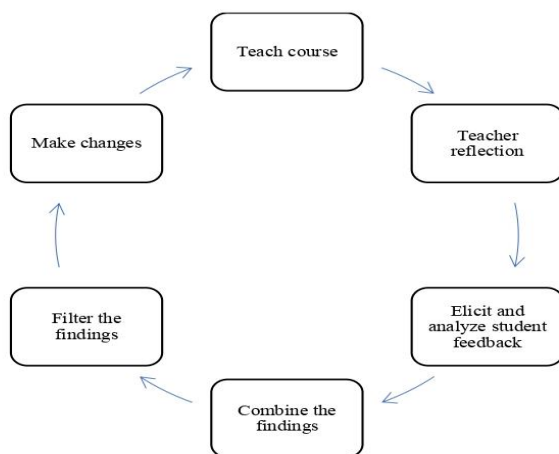 Teach course
Teacher
reflection
Elicit and
analyze student
feedback
Combine the
findings
Filter the
findings
Make changes